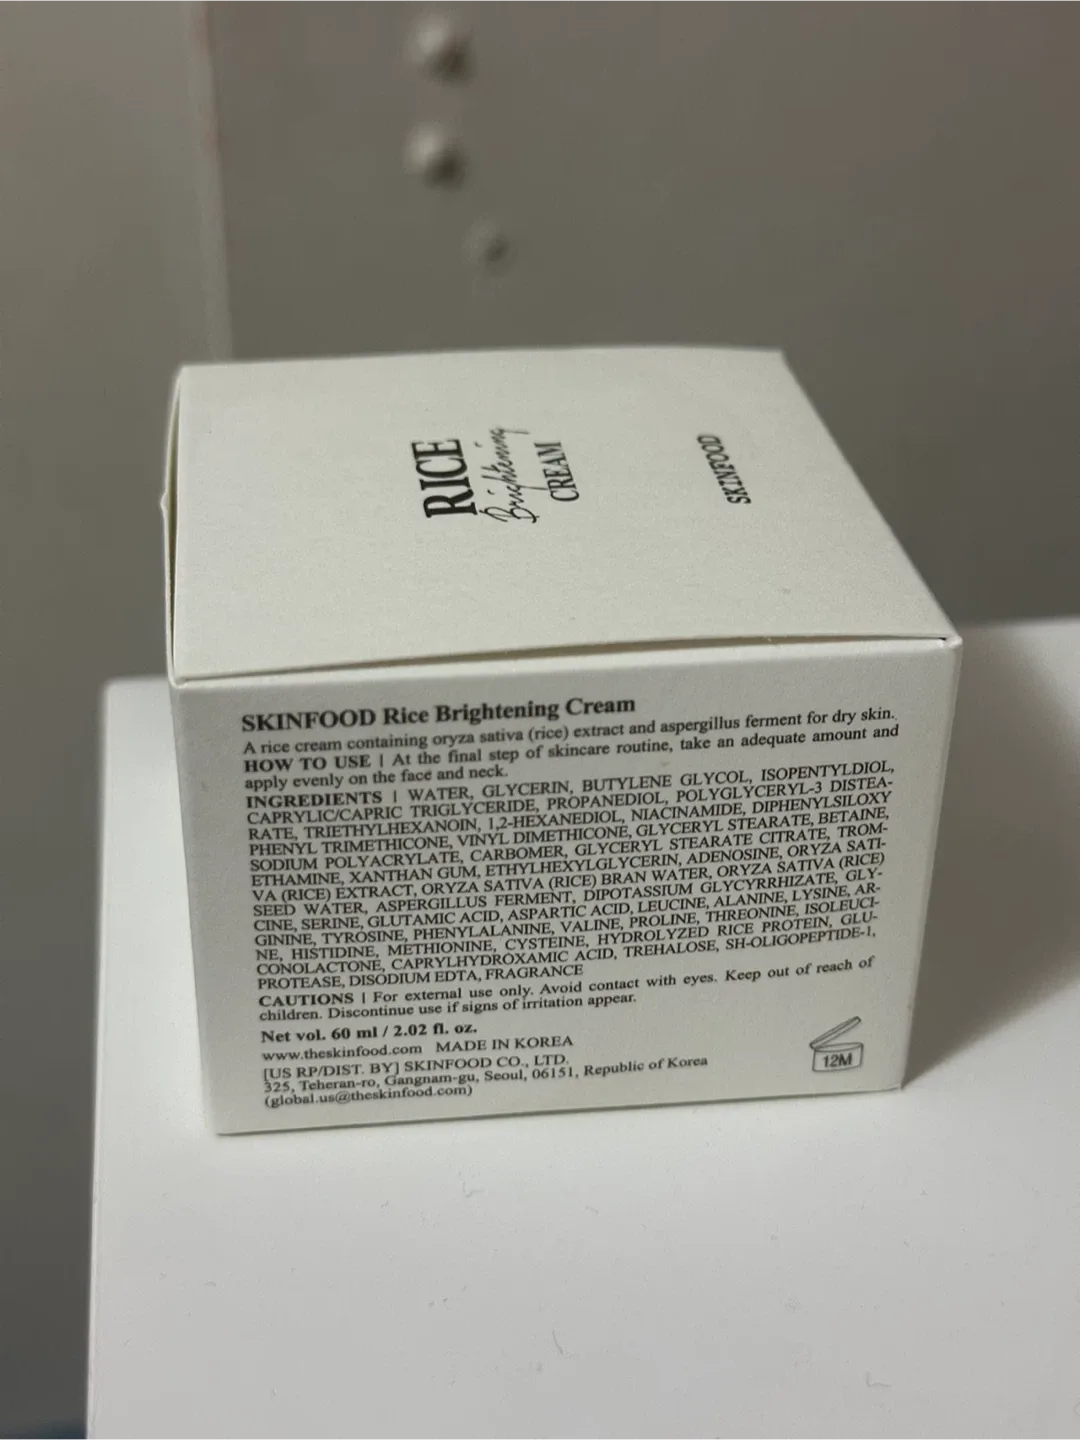 RICE
Brightening
CREAM
SKINFOOD
SKINFOOD Rice Brightening Cream
A rice cream containing oryza sativa (rice) extract and aspergillus ferment for dry skin.
HOW TO USE | At the final step of skincare routine, take an adequate amount and
apply evenly on the face and neck.
INGREDIENTS | WATER, GLYCERIN, BUTYLENE GLYCOL, ISOPENTYLDIOL,
CAPRYLIC/CAPRIC TRIGLYCERIDE, PROPANEDIOL, POLYGLYCERYL-3 DISTEA-
RATE, TRIETHYLHEXANOIN, 1,2-HEXANEDIOL, NIACINAMIDE, DIPHENYLSILOXY
PHENYL TRIMETHICONE, VINYL DIMETHICONE, GLYCERYL STEARATE, BETAINE,
SODIUM POLYACRYLATE, CARBOMER, GLYCERYL STEARATE CITRATE, TROM-
ETHAMINE, XANTHAN GUM, ETHYLHEXYLGLYCERIN, ADENOSINE, ORYZA SATI-
VA (RICE) EXTRACT, ORYZA SATIVA (RICE) BRAN WATER, ORYZA SATIVA (RICE)
SEED WATER, ASPERGILLUS FERMENT, DIPOTASSIUM GLYCYRRHIZATE, GLY-
CINE, SERINE, GLUTAMIC ACID, ASPARTIC ACID, LEUCINE, ALANINE, LYSINE, AR-
GININE, TYROSINE, PHENYLALANINE, VALINE, PROLINE, THREONINE, ISOLEUCI-
NE, HISTIDINE, METHIONINE, CYSTEINE, HYDROLYZED RICE PROTEIN, GLU-
CONOLACTONE, CAPRYLHYDROXAMIC ACID, TREHALOSE, SH-OLIGOPEPTIDE-1,
PROTEASE, DISODIUM EDTA, FRAGRANCE
CAUTIONS | For external use only. Avoid contact with eyes. Keep out of reach of
children. Discontinue use if signs of irritation appear.
Net vol. 60 ml / 2.02 fl. oz.
www.theskinfood.com MADE IN KOREA
[US RP/DIST. BY] SKINFOOD CO., LTD.
325, Teheran-ro, Gangnam-gu, Seoul, 06151, Republic of Korea
(global.us@theskinfood.com)
12M